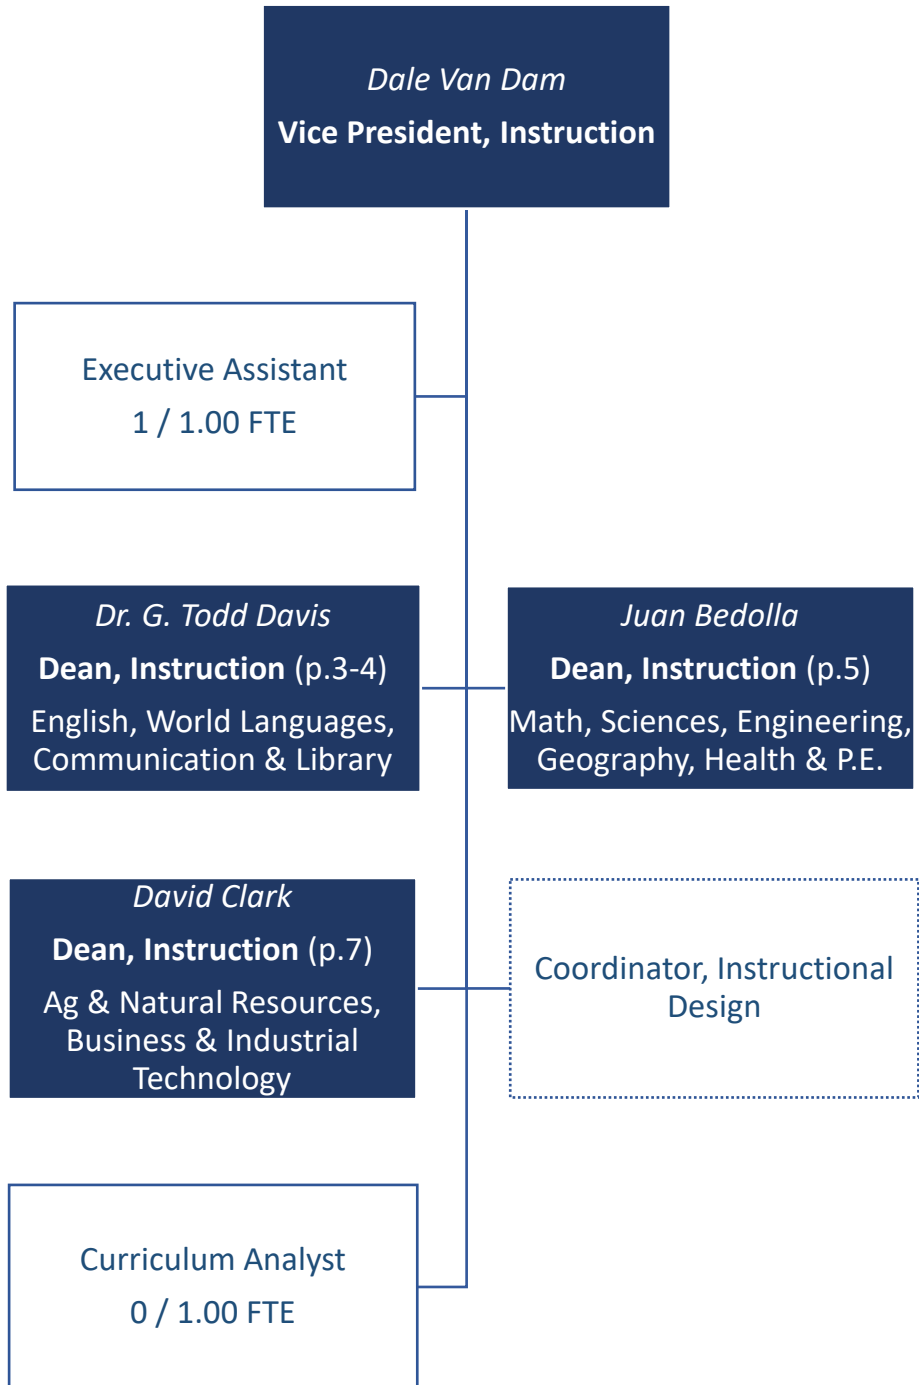 Dale Van Dam
Vice President, Instruction
Executive Assistant
1 / 1.00 FTE
Dr. G. Todd Davis
Dean, Instruction (p.3-4)
English, World Languages,
Communication & Library
Juan Bedolla
Dean, Instruction (p.5)
Math, Sciences, Engineering,
Geography, Health & P.E.
David Clark
Dean, Instruction (p.7)
Ag & Natural Resources,
Business & Industrial
Technology
Coordinator, Instructional
Design
Curriculum Analyst
0 / 1.00 FTE